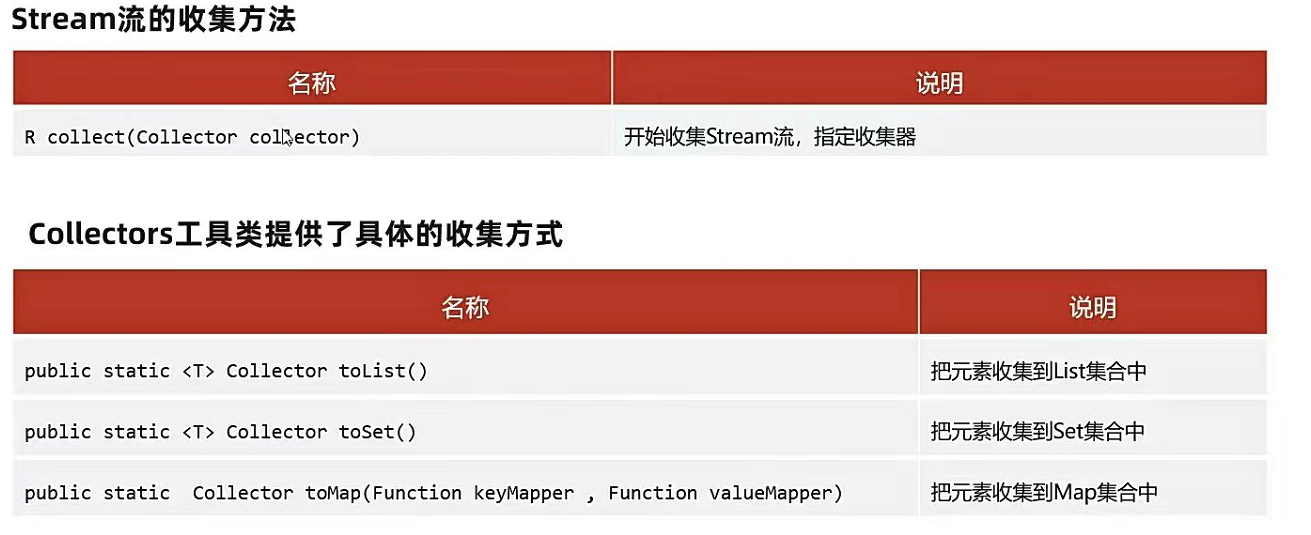 Stream流的收集方法
名称 说明
R collect(Collector collector) 开始收集Stream流，指定收集器
Collectors工具类提供了具体的收集方式
名称 说明
public static <T> Collector toList() 把元素收集到List集合中
public static <T> Collector toSet() 把元素收集到Set集合中
public static  Collector toMap(Function keyMapper , Function valueMapper) 把元素收集到Map集合中